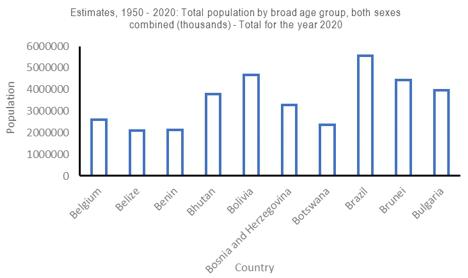 Estimates, 1950 - 2020: Total population by broad age group, both sexes
combined (thousands) - Total for the year 2020
Population
6000000
5000000
4000000
3000000
2000000
1000000
0
Belgium
Belize
Benin
Bhutan
Bolivia
Bosnia and Herzegovina
Botswana
Brazil
Brunei
Bulgaria
Country